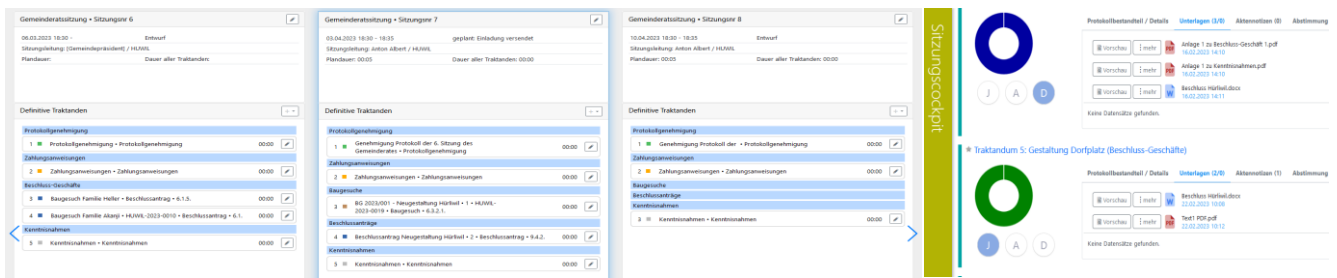 Gemeinderatssitzung • Sitzungsnr 6
06.03.2023 18:30 - Entwurf
Sitzungsleitung: (Gemeindepräsident) / HUWIL
Plandauer: Dauer aller Traktanden:
Definitive Traktanden
Protokollgenehmigung
1 Protokollgenehmigung • Protokollgenehmigung 00:00
Zahlungsanweisungen
2 Zahlungsanweisungen • Zahlungsanweisungen 00:00
Beschluss-Geschäfte
3 Baugesuch Familie Heller • Beschlussantrag • 6.1.5. 00:00
4 Baugesuch Familie Akanji • HUWIL-2023-0010 • Beschlussantrag • 6.1. 00:00
Kenntnisnahmen
5 Kenntnisnahmen • Kenntnisnahmen 00:00
Gemeinderatssitzung • Sitzungsnr 7
03.04.2023 18:30 - 18:35 geplant: Einladung versendet
Sitzungsleitung: Anton Albert / HUWIL
Plandauer: 00:05 Dauer aller Traktanden: 00:00
Definitive Traktanden
Protokollgenehmigung
1 Genehmigung Protokoll der 6. Sitzung des
Gemeinderates • Protokollgenehmigung 00:00
Zahlungsanweisungen
2 Zahlungsanweisungen • Zahlungsanweisungen 00:00
Baugesuche
3 BG 2023/001 - Neugestaltung Hürliwil • 1 • HUWIL-
2023-0019 • Baugesuch • 6.3.2.1. 00:00
Beschlussanträge
4 Beschlussantrag Neugestaltung Hürliwil • 2 • Beschlussantrag • 9.4.2. 00:00
Kenntnisnahmen
5 Kenntnisnahmen • Kenntnisnahmen 00:00
Gemeinderatssitzung • Sitzungsnr 8
10.04.2023 18:30 - 18:35 Entwurf
Sitzungsleitung: Anton Albert / HUWIL
Plandauer: 00:05 Dauer aller Traktanden: 00:00
Definitive Traktanden
Protokollgenehmigung
1 Genehmigung Protokoll der • Protokollgenehmigung 00:00
Zahlungsanweisungen
2 Zahlungsanweisungen • Zahlungsanweisungen 00:00
Baugesuche
Beschlussanträge
Kenntnisnahmen
3 Kenntnisnahmen • Kenntnisnahmen 00:00
Sitzungscockpit
Protokollbestandteil / Details Unterlagen (3/0) Aktennotizen (0) Abstimmung
Vorschau mehr PDF Anlage 1 zu Beschluss-Geschäft 1.pdf
16.02.2023 14:10
Vorschau mehr PDF Anlage 1 zu Kenntnisnahmen.pdf
16.02.2023 14:10
Vorschau mehr W Beschluss Hürliwil.docx
16.02.2023 14:11
J A D
Keine Datensätze gefunden.
Traktandum 5: Gestaltung Dorfplatz (Beschluss-Geschäfte)
Protokollbestandteil / Details Unterlagen (2/0) Aktennotizen (1) Abstimmung
Vorschau mehr W Beschluss Hürliwil.docx
22.02.2023 10:08
Vorschau mehr PDF Text1 PDF.pdf
22.02.2023 10:12
J A D
Keine Datensätze gefunden.